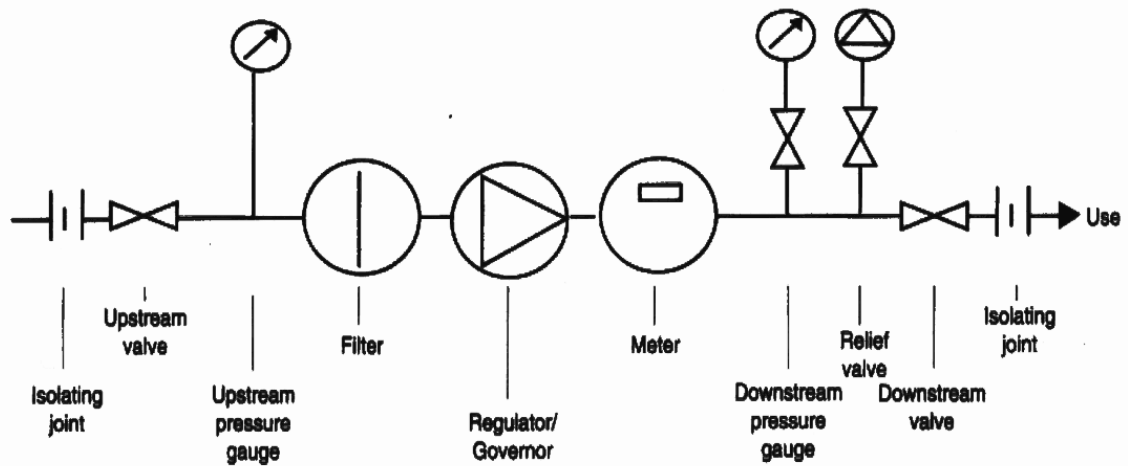 Use
Isolating
joint
Upstream
valve
Upstream
pressure
gauge
Filter
Regulator/
Governor
Meter
Downstream
pressure
gauge
Relief
valve
Downstream
valve
Isolating
joint